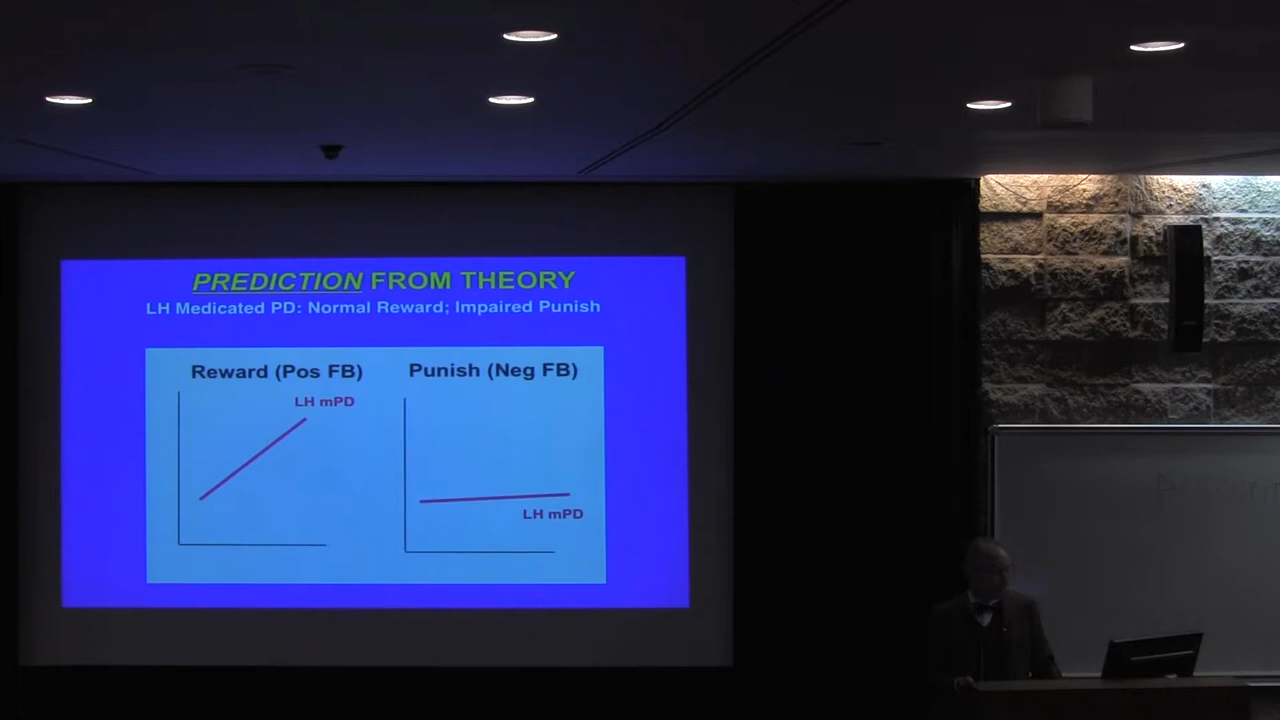 PREDICTION FROM THEORY
LH Medicated PD: Normal Reward; Impaired Punish
Reward (Pos FB)
Punish (Neg FB)
LH mPD
LH mPD